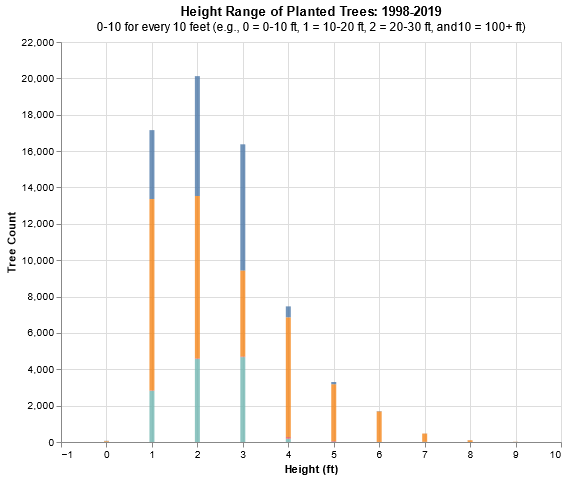 Height Range of Planted Trees: 1998-2019
0-10 for every 10 feet (e.g., 0 = 0-10 ft, 1 = 10-20 ft, 2 = 20-30 ft, and10 = 100+ ft)
22,000
20,000
18,000
16,000
14,000
12,000
10,000
8,000
6,000
4,000
2,000
0
Tree Count
−1 0 1 2 3 4 5 6 7 8 9 10
Height (ft)